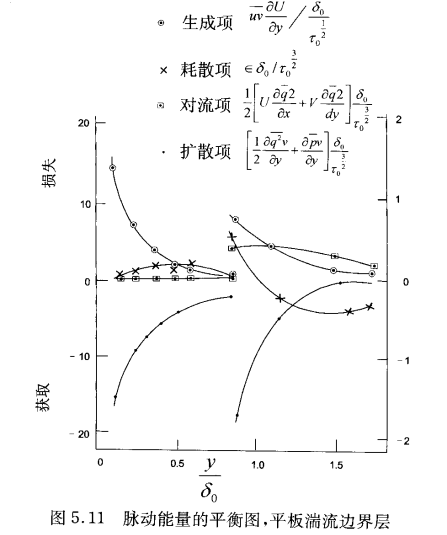 ⊙ 生成项 $\overline{uv}\frac{\partial U}{\partial y} / \frac{\delta_0}{\tau_0^{\frac{1}{2}}}$
× 耗散项 $\in \delta_0 / \tau_0^{\frac{3}{2}}$
⊡ 对流项 $\frac{1}{2}\left[U\frac{\partial \overline{q}2}{\partial x}+V\frac{\partial \overline{q}2}{dy}\right]\frac{\delta_0}{\tau_0^{\frac{3}{2}}}$
· 扩散项 $\left[\frac{1}{2}\frac{\partial \overline{q^2v}}{\partial y}+\frac{\partial \overline{pv}}{\partial y}\right]\frac{\delta_0}{\tau_0^{\frac{3}{2}}}$
损失
获取
20
10
0
-10
-20
2
1
0
-1
-2
0 0.5 1.0 1.5
$\frac{y}{\delta_0}$
图 5.11 脉动能量的平衡图,平板湍流边界层